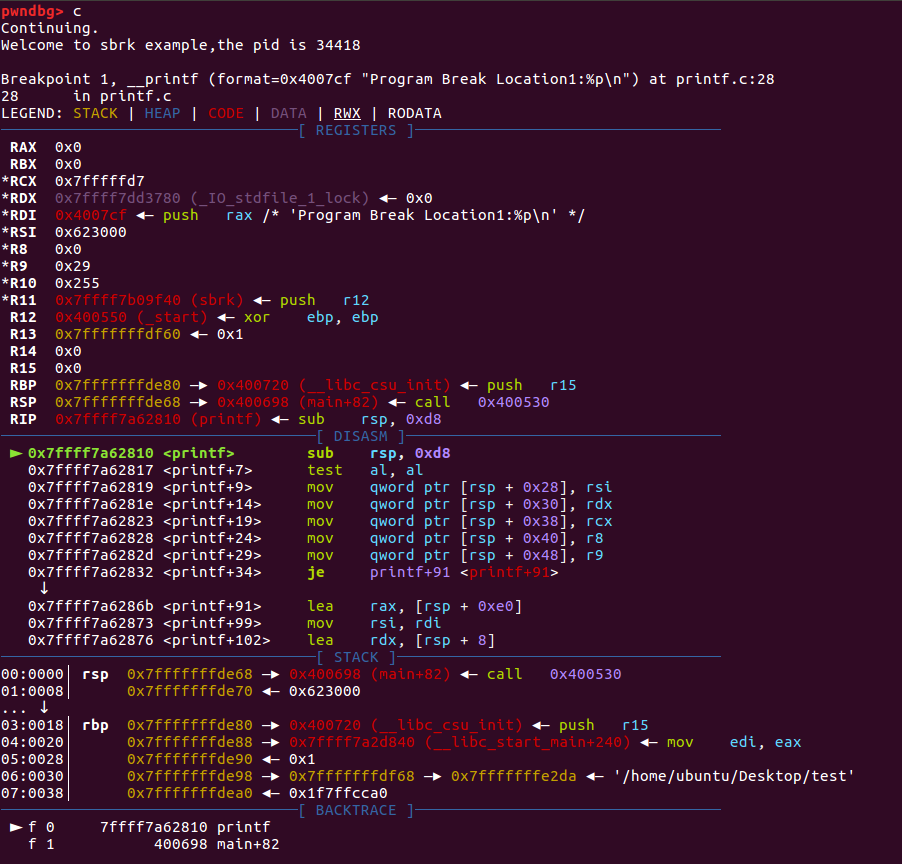 pwndbg> c
Continuing.
Welcome to sbrk example,the pid is 34418

Breakpoint 1, __printf (format=0x4007cf "Program Break Location1:%p\n") at printf.c:28
28      in printf.c
LEGEND: STACK | HEAP | CODE | DATA | RWX | RODATA
[ REGISTERS ]
 RAX  0x0
 RBX  0x0
*RCX  0x7fffffd7
*RDX  0x7ffff7dd3780 (_IO_stdfile_1_lock) ◂— 0x0
*RDI  0x4007cf ◂— push   rax /* 'Program Break Location1:%p\n' */
*RSI  0x623000
*R8   0x0
*R9   0x29
*R10  0x255
*R11  0x7ffff7b09f40 (sbrk) ◂— push   r12
 R12  0x400550 (_start) ◂— xor    ebp, ebp
 R13  0x7fffffffdf60 ◂— 0x1
 R14  0x0
 R15  0x0
 RBP  0x7fffffffde80 —▸ 0x400720 (__libc_csu_init) ◂— push   r15
 RSP  0x7fffffffde68 —▸ 0x400698 (main+82) ◂— call   0x400530
 RIP  0x7ffff7a62810 (printf) ◂— sub    rsp, 0xd8
[ DISASM ]
 ► 0x7ffff7a62810 <printf>        sub    rsp, 0xd8
   0x7ffff7a62817 <printf+7>      test   al, al
   0x7ffff7a62819 <printf+9>      mov    qword ptr [rsp + 0x28], rsi
   0x7ffff7a6281e <printf+14>     mov    qword ptr [rsp + 0x30], rdx
   0x7ffff7a62823 <printf+19>     mov    qword ptr [rsp + 0x38], rcx
   0x7ffff7a62828 <printf+24>     mov    qword ptr [rsp + 0x40], r8
   0x7ffff7a6282d <printf+29>     mov    qword ptr [rsp + 0x48], r9
   0x7ffff7a62832 <printf+34>     je     printf+91 <printf+91>
    ↓
   0x7ffff7a6286b <printf+91>     lea    rax, [rsp + 0xe0]
   0x7ffff7a62873 <printf+99>     mov    rsi, rdi
   0x7ffff7a62876 <printf+102>    lea    rdx, [rsp + 8]
[ STACK ]
00:0000│ rsp  0x7fffffffde68 —▸ 0x400698 (main+82) ◂— call   0x400530
01:0008│      0x7fffffffde70 ◂— 0x623000
... ↓
03:0018│ rbp  0x7fffffffde80 —▸ 0x400720 (__libc_csu_init) ◂— push   r15
04:0020│      0x7fffffffde88 —▸ 0x7ffff7a2d840 (__libc_start_main+240) ◂— mov    edi, eax
05:0028│      0x7fffffffde90 ◂— 0x1
06:0030│      0x7fffffffde98 —▸ 0x7fffffffdf68 —▸ 0x7fffffffe2da ◂— '/home/ubuntu/Desktop/test'
07:0038│      0x7fffffffdea0 ◂— 0x1f7ffcca0
[ BACKTRACE ]
 ► f 0     7ffff7a62810 printf
   f 1           400698 main+82